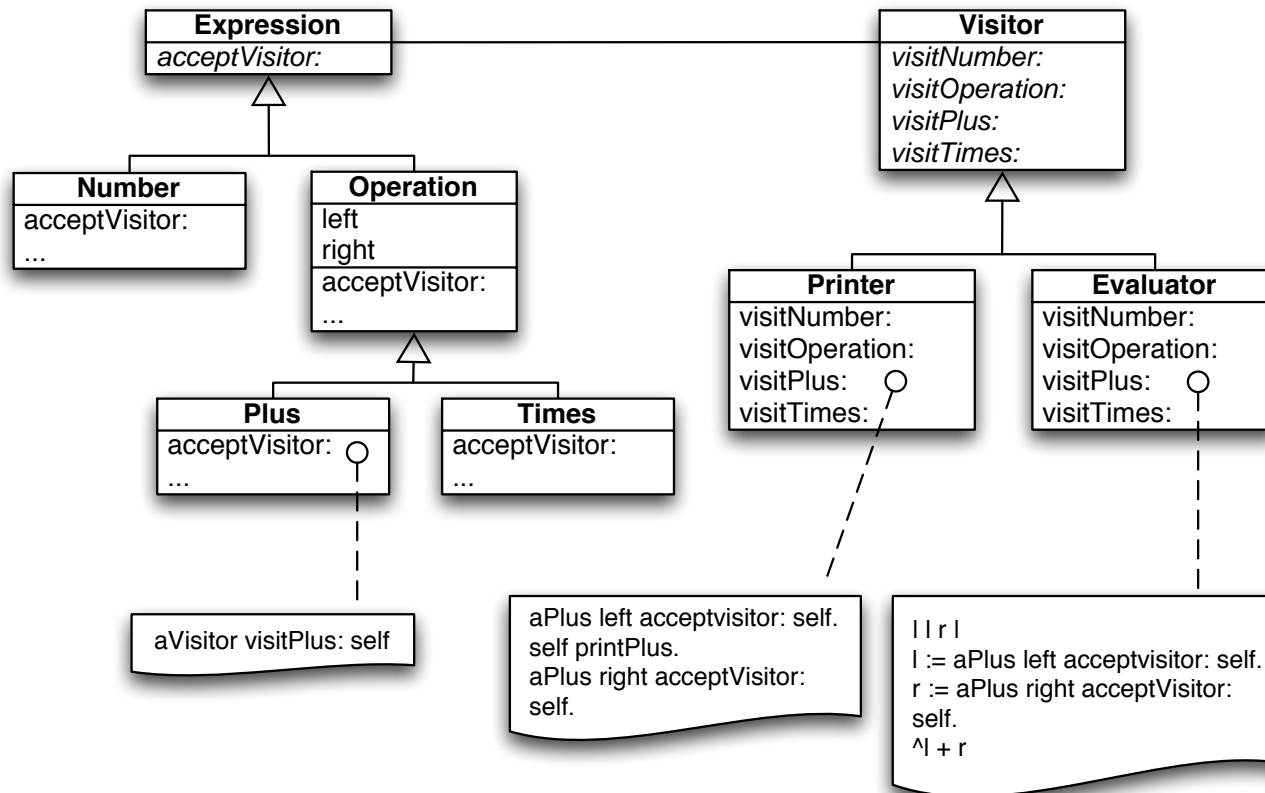 Expression
acceptVisitor:
Visitor
visitNumber:
visitOperation:
visitPlus:
visitTimes:
Number
acceptVisitor:
...
Operation
left
right
acceptVisitor:
...
Plus
acceptVisitor:
...
Times
acceptVisitor:
...
Printer
visitNumber:
visitOperation:
visitPlus:
visitTimes:
Evaluator
visitNumber:
visitOperation:
visitPlus:
visitTimes:
aVisitor visitPlus: self
aPlus left acceptvisitor: self.
self printPlus.
aPlus right acceptVisitor:
self.
| l r |
l := aPlus left acceptvisitor: self.
r := aPlus right acceptVisitor:
self.
^l + r